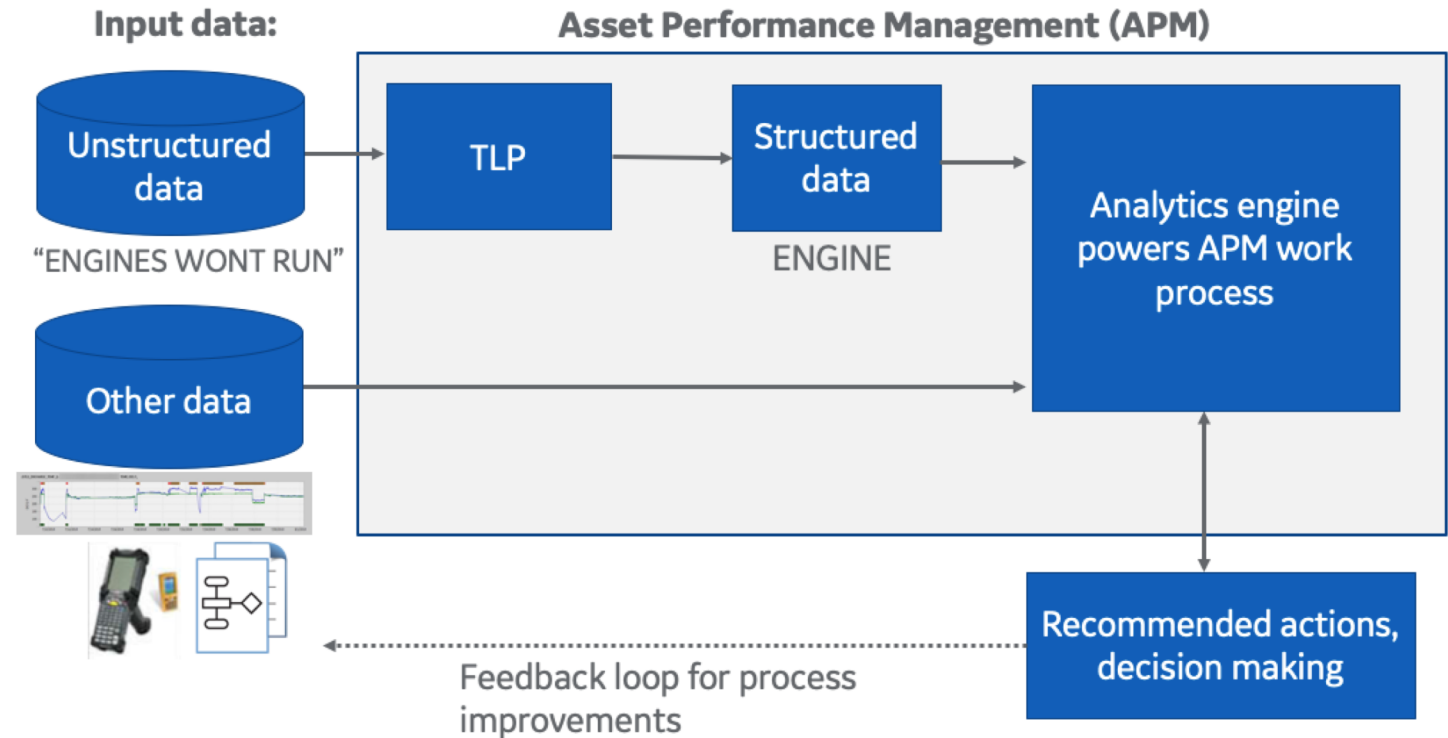 Input data:
Asset Performance Management (APM)
Unstructured
data
TLP
Structured
data
Analytics engine
powers APM work
process
“ENGINES WONT RUN”
ENGINE
Other data
Recommended actions,
decision making
Feedback loop for process
improvements